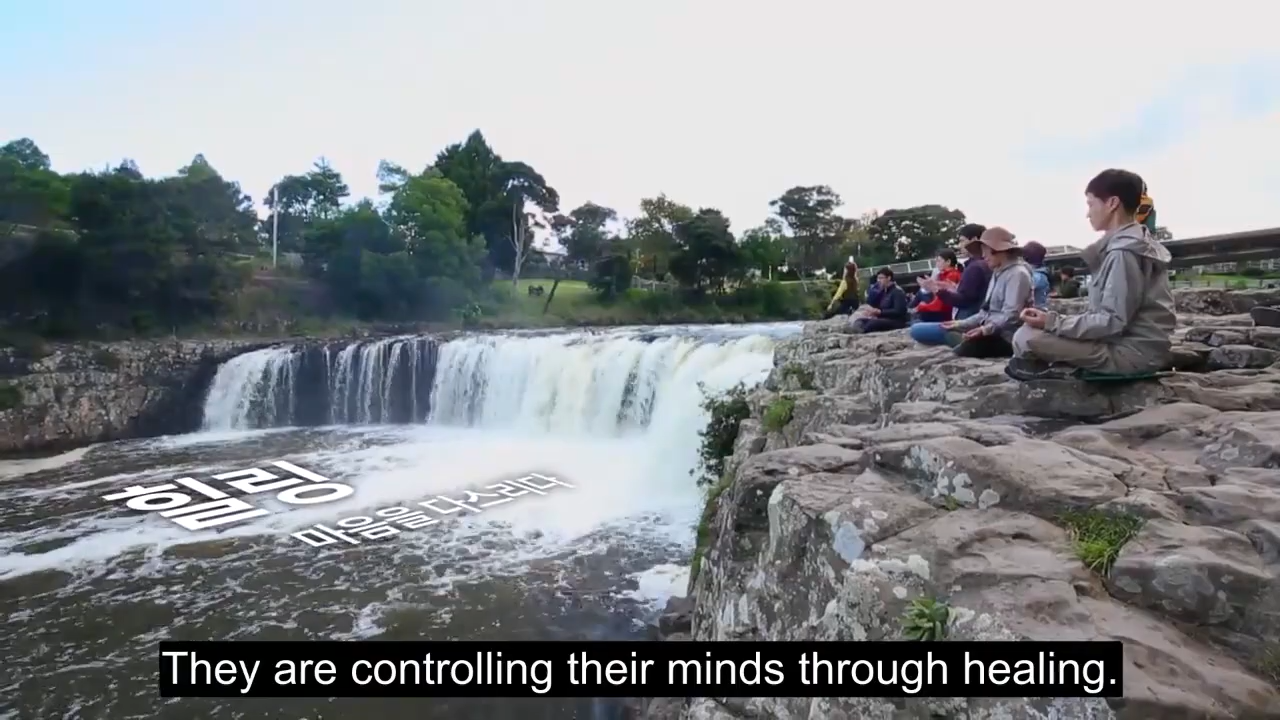 힐링
마음을 다스리다
They are controlling their minds through healing.